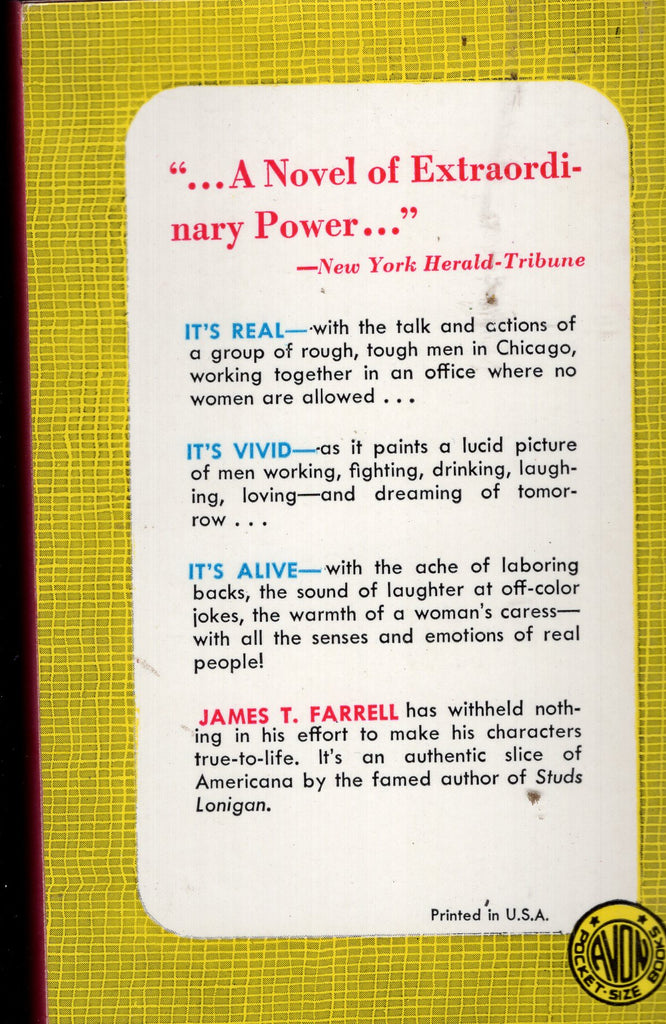 “...A Novel of Extraordi-
nary Power...”
—New York Herald-Tribune
IT'S REAL—with the talk and actions of
a group of rough, tough men in Chicago,
working together in an office where no
women are allowed . . .
IT'S VIVID—as it paints a lucid picture
of men working, fighting, drinking, laugh-
ing, loving—and dreaming of tomor-
row . . .
IT'S ALIVE—with the ache of laboring
backs, the sound of laughter at off-color
jokes, the warmth of a woman's caress—
with all the senses and emotions of real
people!
JAMES T. FARRELL has withheld noth-
ing in his effort to make his characters
true-to-life. It's an authentic slice of
Americana by the famed author of Studs
Lonigan.
Printed in U.S.A.
AVON
POCKET-SIZE BOOKS